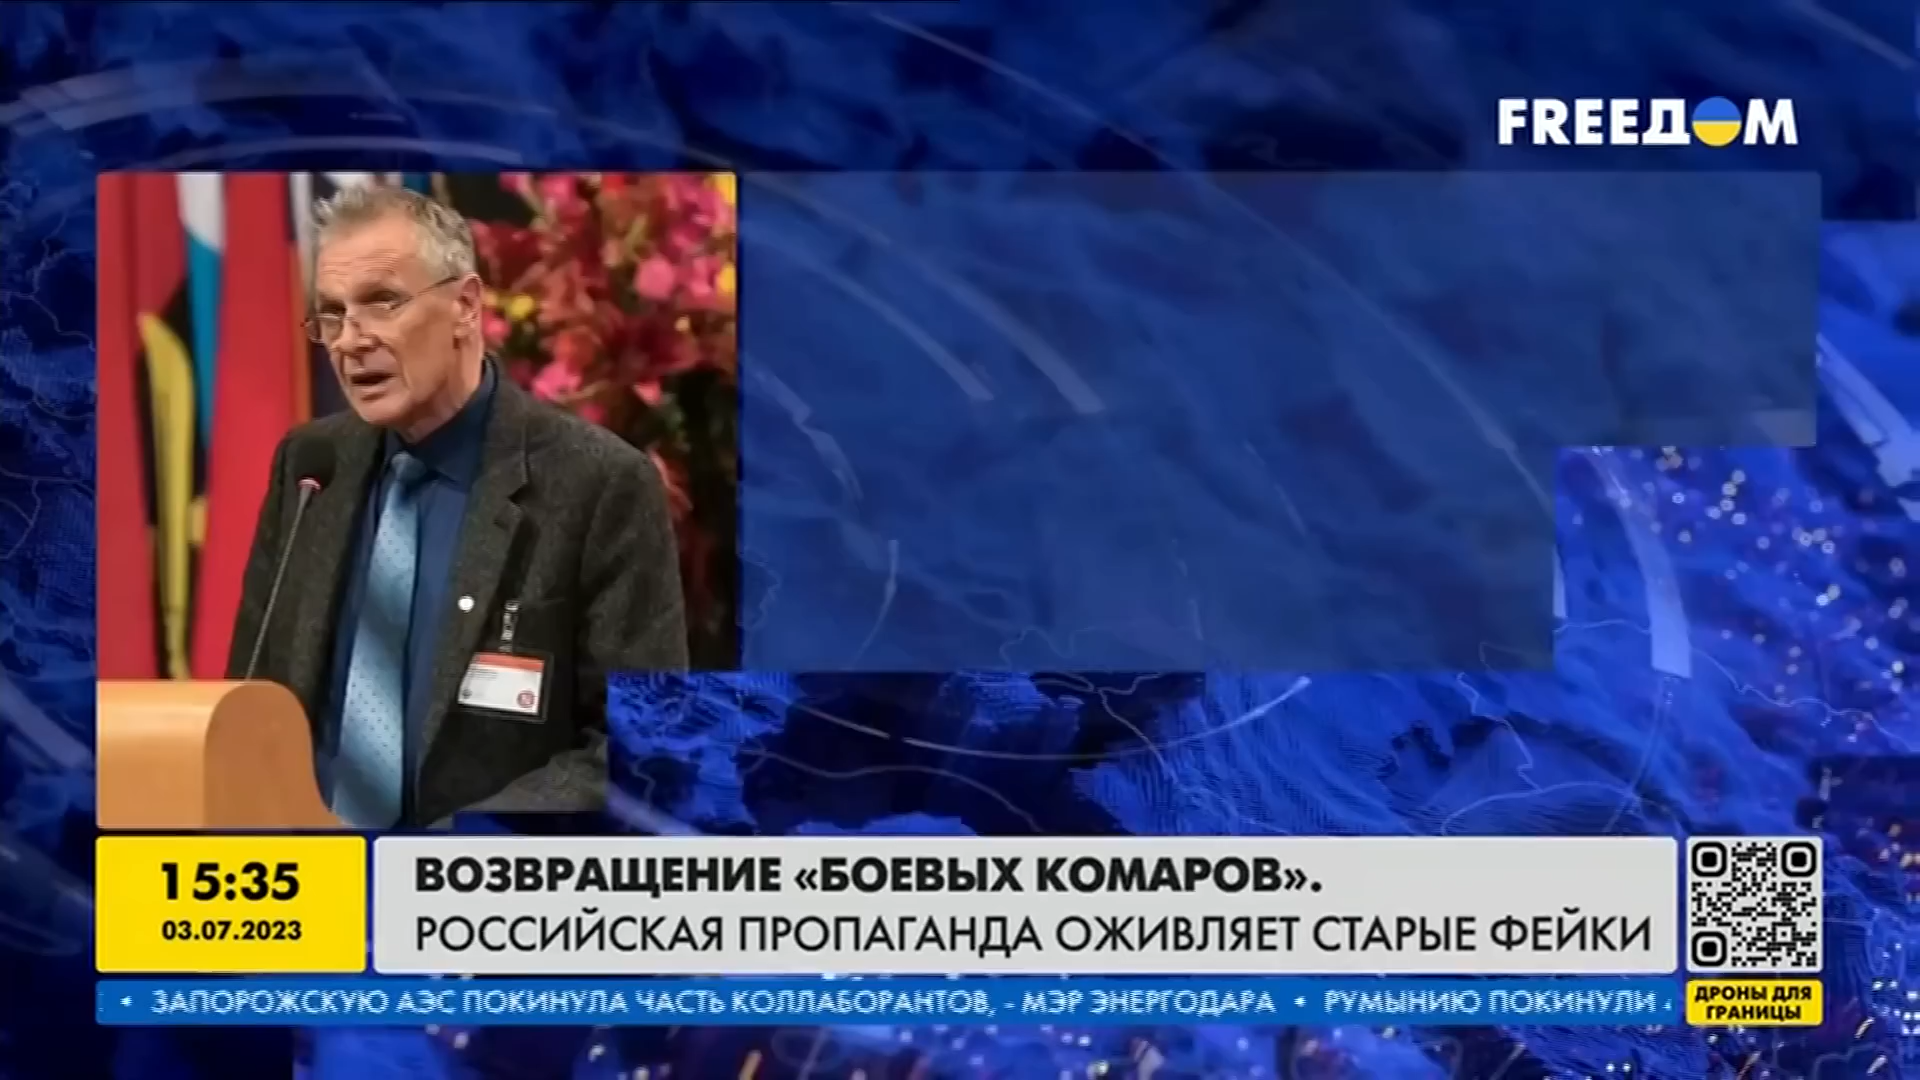 FREEДOM
15:35
03.07.2023
ВОЗВРАЩЕНИЕ «БОЕВЫХ КОМАРОВ».
РОССИЙСКАЯ ПРОПАГАНДА ОЖИВЛЯЕТ СТАРЫЕ ФЕЙКИ
• ЗАПОРОЖСКУЮ АЭС ПОКИНУЛА ЧАСТЬ КОЛЛАБОРАНТОВ, - МЭР ЭНЕРГОДАРА • РУМЫНИЮ ПОКИНУЛИ
ДРОНЫ ДЛЯ
ГРАНИЦЫ